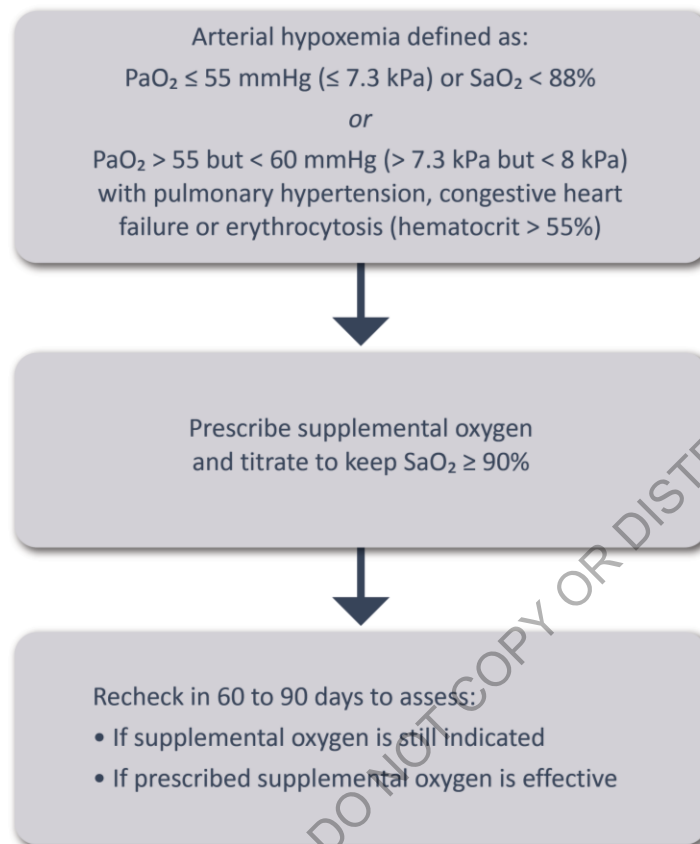 Arterial hypoxemia defined as:
PaO₂ ≤ 55 mmHg (≤ 7.3 kPa) or SaO₂ < 88%
or
PaO₂ > 55 but < 60 mmHg (> 7.3 kPa but < 8 kPa)
with pulmonary hypertension, congestive heart
failure or erythrocytosis (hematocrit > 55%)
Prescribe supplemental oxygen
and titrate to keep SaO₂ ≥ 90%
Recheck in 60 to 90 days to assess:
• If supplemental oxygen is still indicated
• If prescribed supplemental oxygen is effective
DO NOT COPY OR DISTR